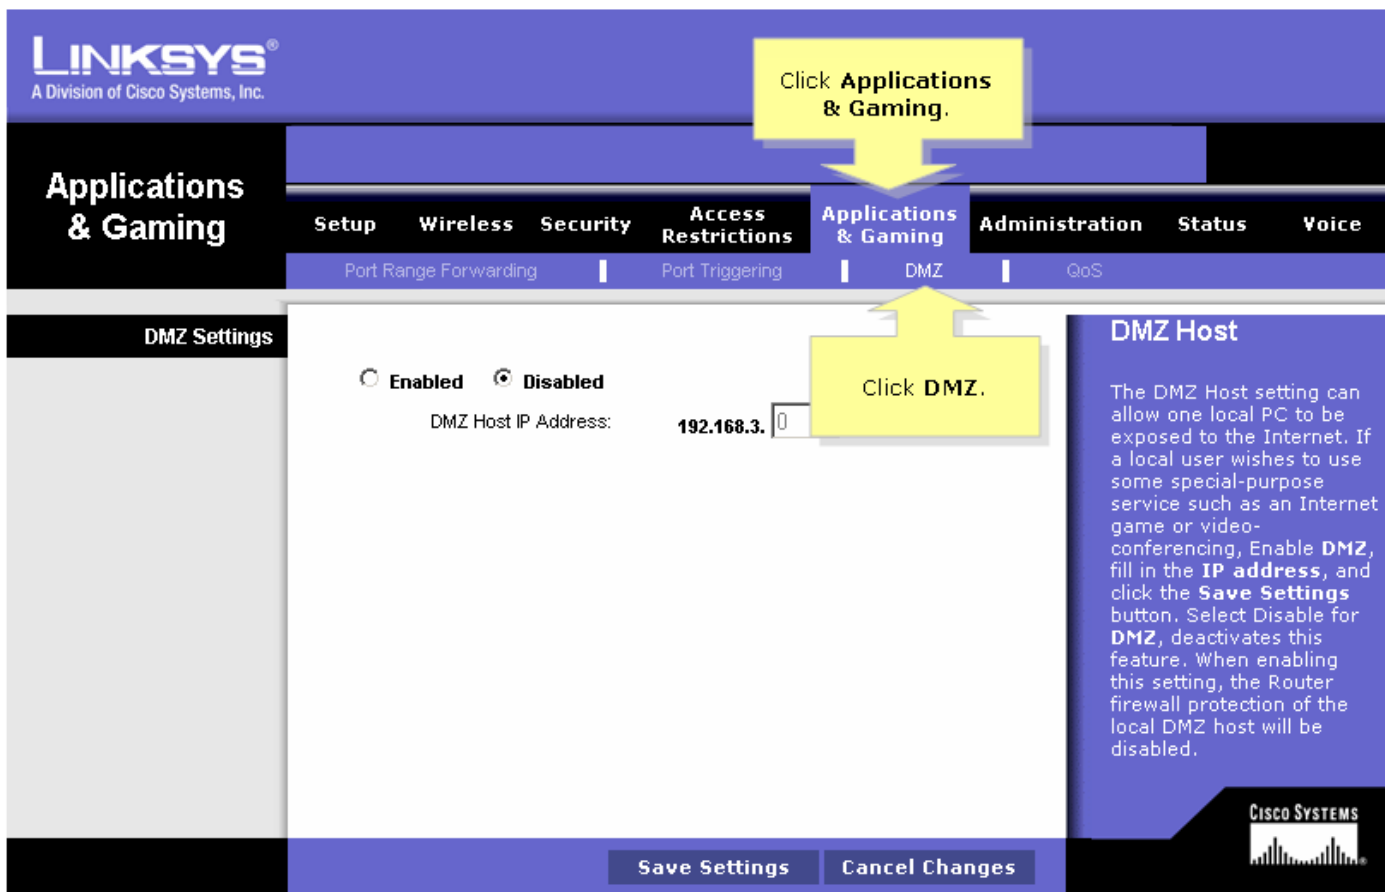 LINKSYS®
A Division of Cisco Systems, Inc.
Click Applications
& Gaming.
Applications
& Gaming
Setup
Wireless
Security
Access
Restrictions
Applications
& Gaming
Administration
Status
Voice
Port Range Forwarding
Port Triggering
DMZ
QoS
DMZ Settings
Enabled
Disabled
DMZ Host IP Address:
192.168.3.
0
Click DMZ.
DMZ Host
The DMZ Host setting can
allow one local PC to be
exposed to the Internet. If
a local user wishes to use
some special-purpose
service such as an Internet
game or video-
conferencing, Enable DMZ,
fill in the IP address, and
click the Save Settings
button. Select Disable for
DMZ, deactivates this
feature. When enabling
this setting, the Router
firewall protection of the
local DMZ host will be
disabled.
Save Settings
Cancel Changes
CISCO SYSTEMS
®